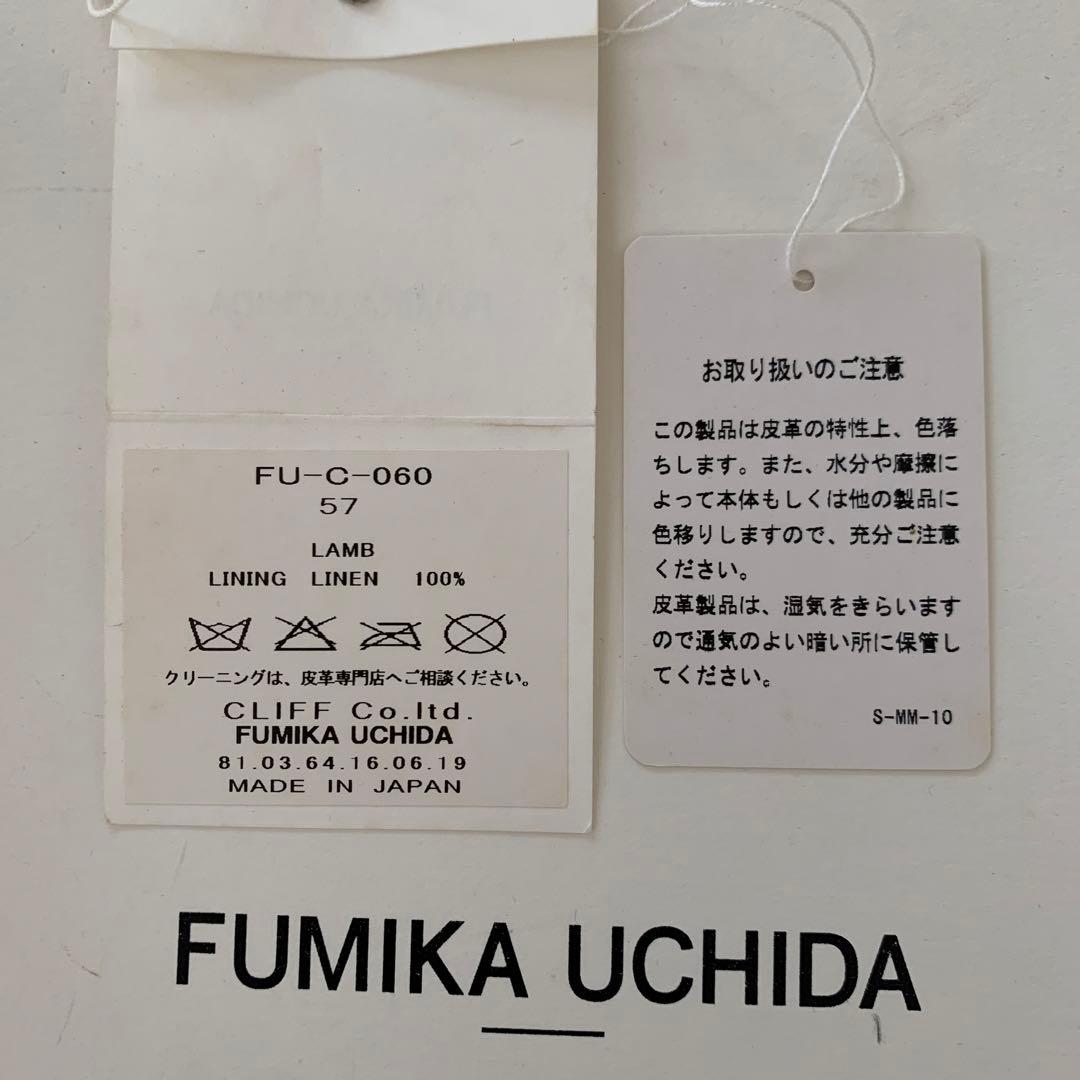 FUMIKA UCHIDA
FU-C-060
57
LAMB
LINING LINEN 100%
クリーニングは、皮革専門店へご相談ください。
CLIFF Co.ltd.
FUMIKA UCHIDA
81.03.64.16.06.19
MADE IN JAPAN
お取り扱いのご注意
この製品は皮革の特性上、色落
ちします。また、水分や摩擦に
よって本体もしくは他の製品に
色移りしますので、充分ご注意
ください。
皮革製品は、湿気をきらいます
ので通気のよい暗い所に保管し
てください。
S-MM-10
FUMIKA UCHIDA